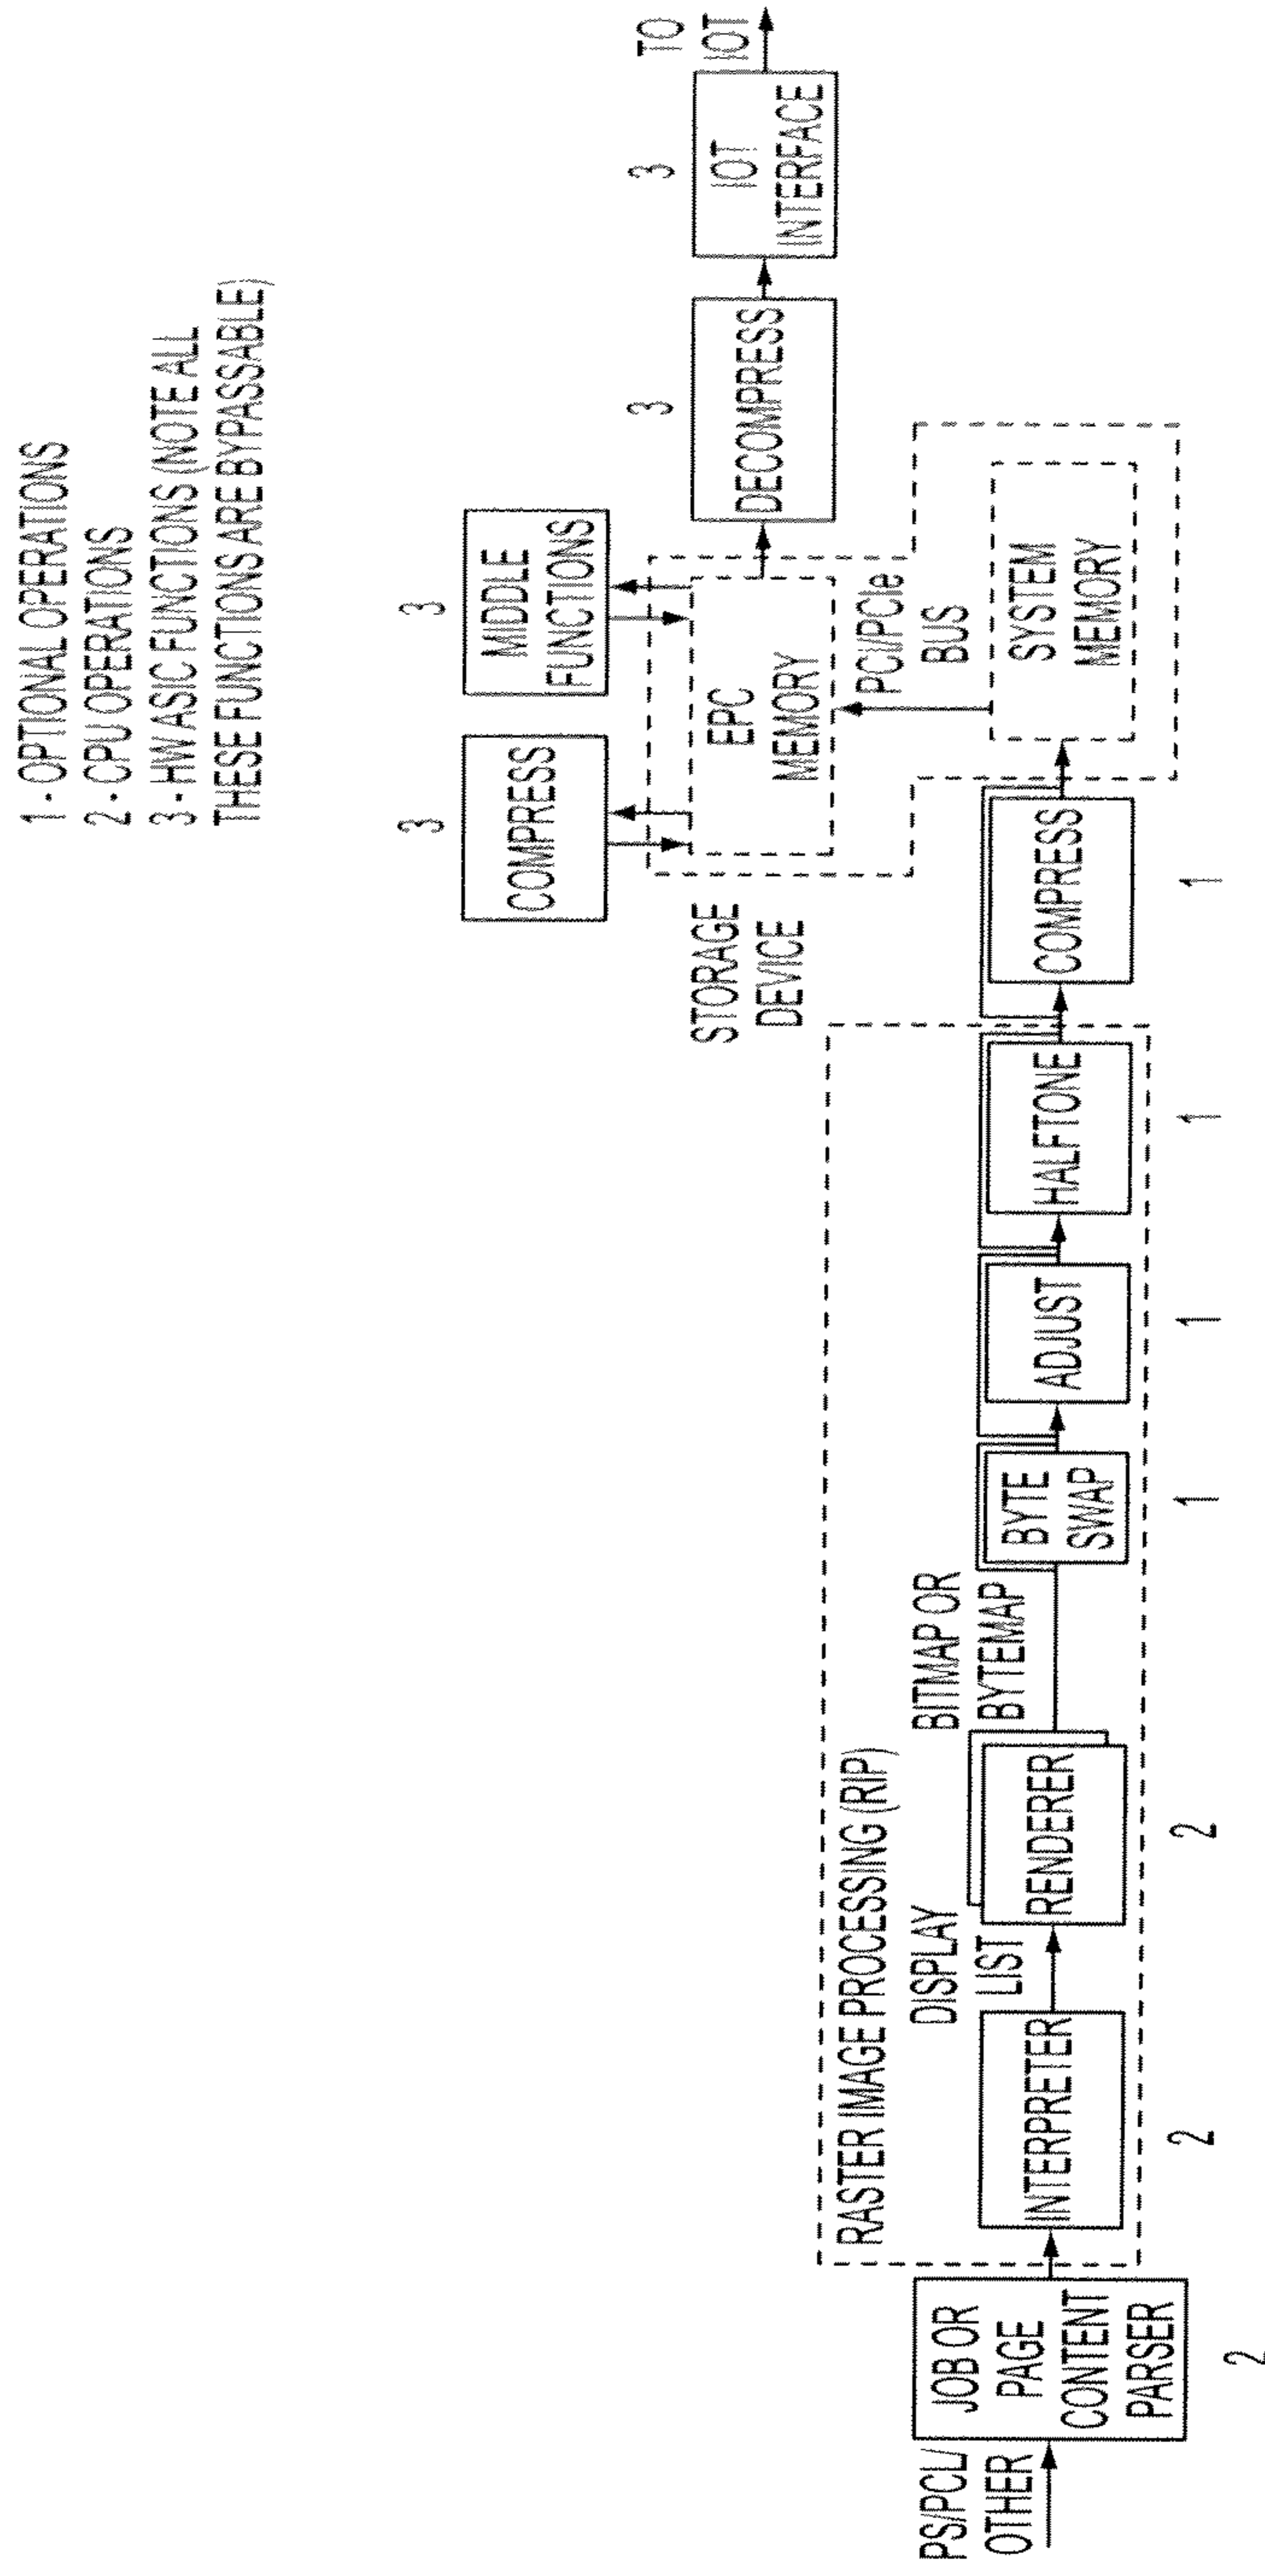 1 - OPTIONAL OPERATIONS
2 - CPU OPERATIONS
3 - HW ASIC FUNCTIONS (NOTE ALL
THESE FUNCTIONS ARE BYPASSABLE)
3
COMPRESS
3
MIDDLE
FUNCTIONS
STORAGE
DEVICE
EPC
MEMORY
3
DECOMPRESS
3
IOT
INTERFACE
TO
IOT
PCI/PCIe
BUS
SYSTEM
MEMORY
PS/PCL/
OTHER
JOB OR
PAGE
CONTENT
PARSER
2
RASTER IMAGE PROCESSING (RIP)
INTERPRETER
2
DISPLAY
LIST
RENDERER
2
BITMAP OR
BYTEMAP
BYTE
SWAP
1
ADJUST
1
HALFTONE
1
COMPRESS
1